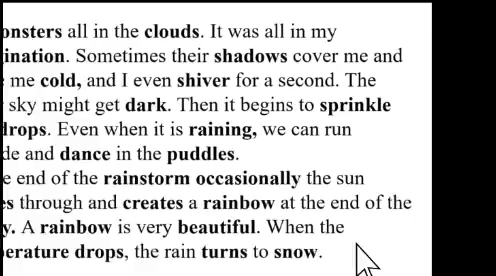 onsters all in the clouds. It was all in my
ination. Sometimes their shadows cover me and
me cold, and I even shiver for a second. The
sky might get dark. Then it begins to sprinkle
drops. Even when it is raining, we can run
de and dance in the puddles.
e end of the rainstorm occasionally the sun
es through and creates a rainbow at the end of the
y. A rainbow is very beautiful. When the
erature drops, the rain turns to snow.